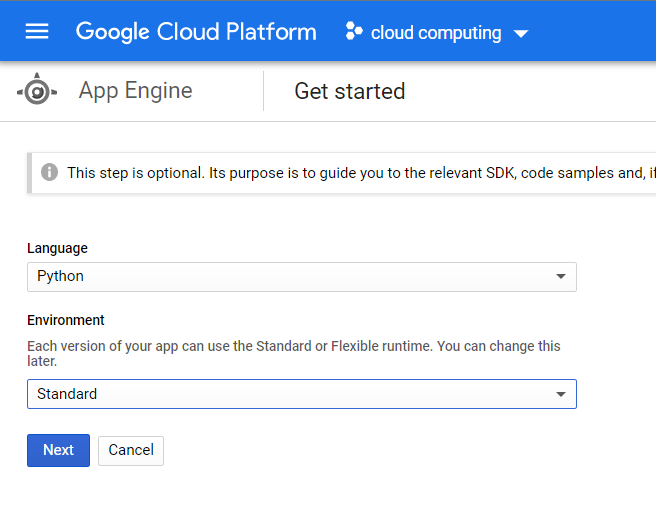 Google Cloud Platform cloud computing
App Engine Get started
This step is optional. Its purpose is to guide you to the relevant SDK, code samples and, if
Language
Python
Environment
Each version of your app can use the Standard or Flexible runtime. You can change this
later.
Standard
Next Cancel